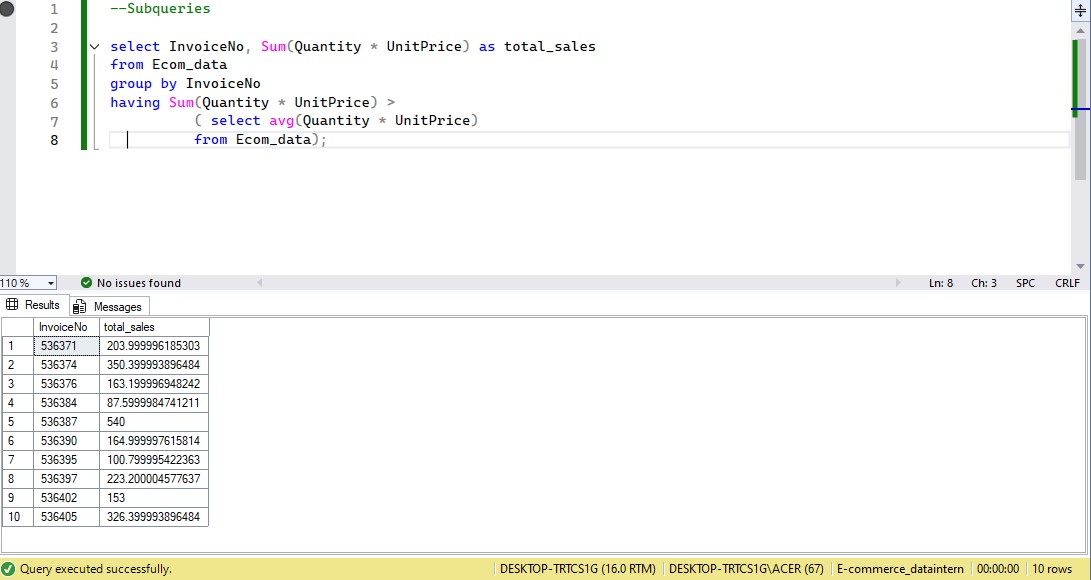 1 --Subqueries
2
3 select InvoiceNo, Sum(Quantity * UnitPrice) as total_sales
4 from Ecom_data
5 group by InvoiceNo
6 having Sum(Quantity * UnitPrice) >
7 ( select avg(Quantity * UnitPrice)
8 from Ecom_data);
110 % No issues found Ln: 8 Ch: 3 SPC CRLF
Results Messages
InvoiceNo total_sales
1 536371 203.999996185303
2 536374 350.399993896484
3 536376 163.199996948242
4 536384 87.5999984741211
5 536387 540
6 536390 164.999997615814
7 536395 100.799995422363
8 536397 223.200004577637
9 536402 153
10 536405 326.399993896484
Query executed successfully. DESKTOP-TRTCS1G (16.0 RTM) DESKTOP-TRTCS1G\ACER (67) E-commerce_dataintern 00:00:00 10 rows